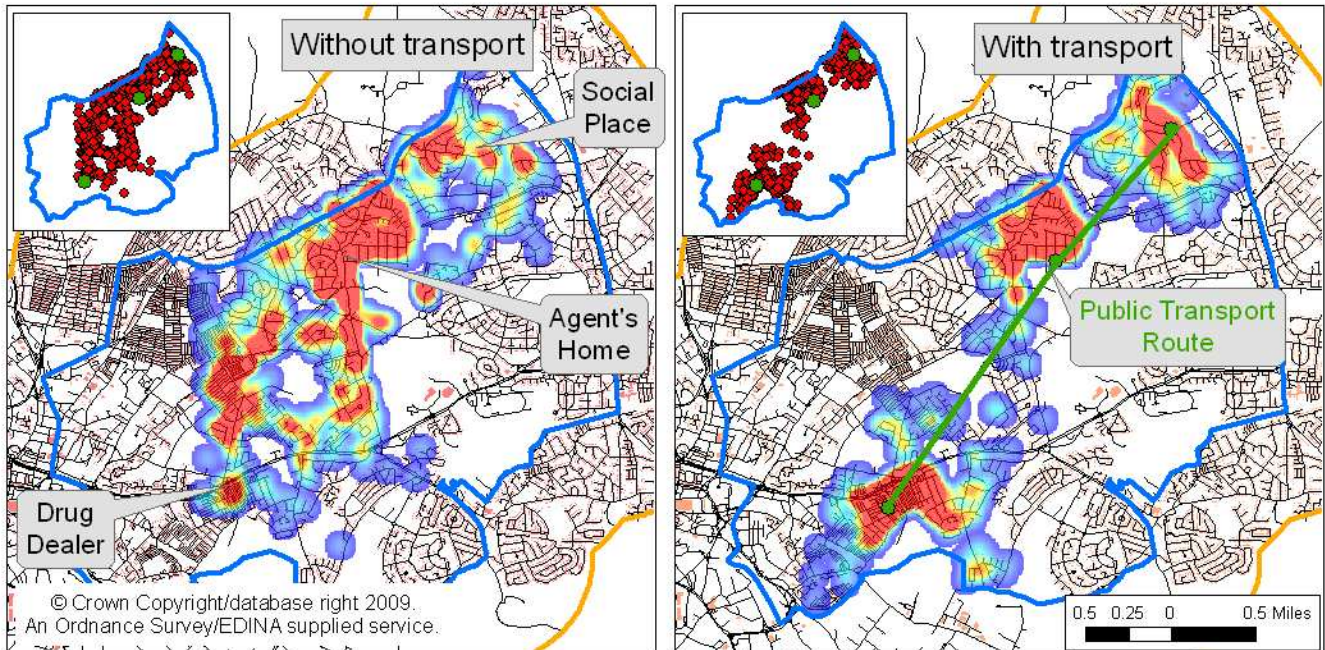 Without transport
Social
Place
Agent's
Home
Drug
Dealer
© Crown Copyright/database right 2009.
An Ordnance Survey/EDINA supplied service.
With transport
Public Transport
Route
0.5 0.25 0 0.5 Miles